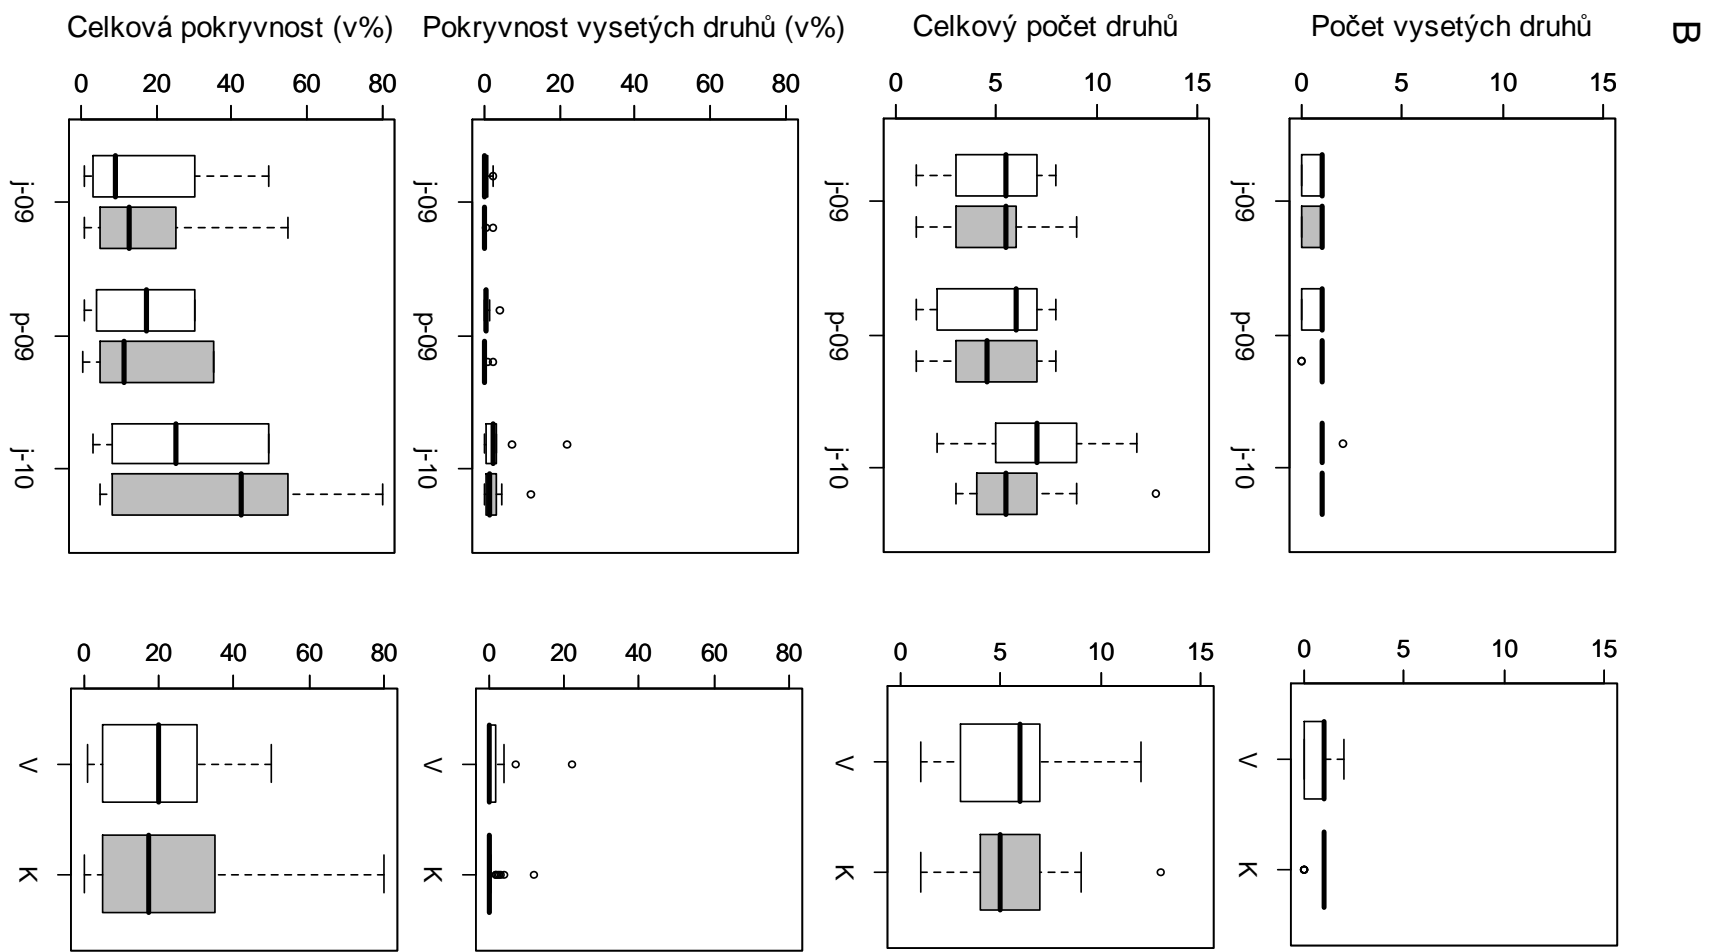 B
Celková pokryvnost (v%)
0 20 40 60 80
j-09
p-09
j-10
Pokryvnost vysetých druhů (v%)
0 20 40 60 80
j-09
p-09
j-10
Celkový počet druhů
0 5 10 15
j-09
p-09
j-10
Počet vysetých druhů
0 5 10 15
j-09
p-09
j-10
0 20 40 60 80
V
K
0 20 40 60 80
V
K
0 5 10 15
V
K
0 5 10 15
V
K